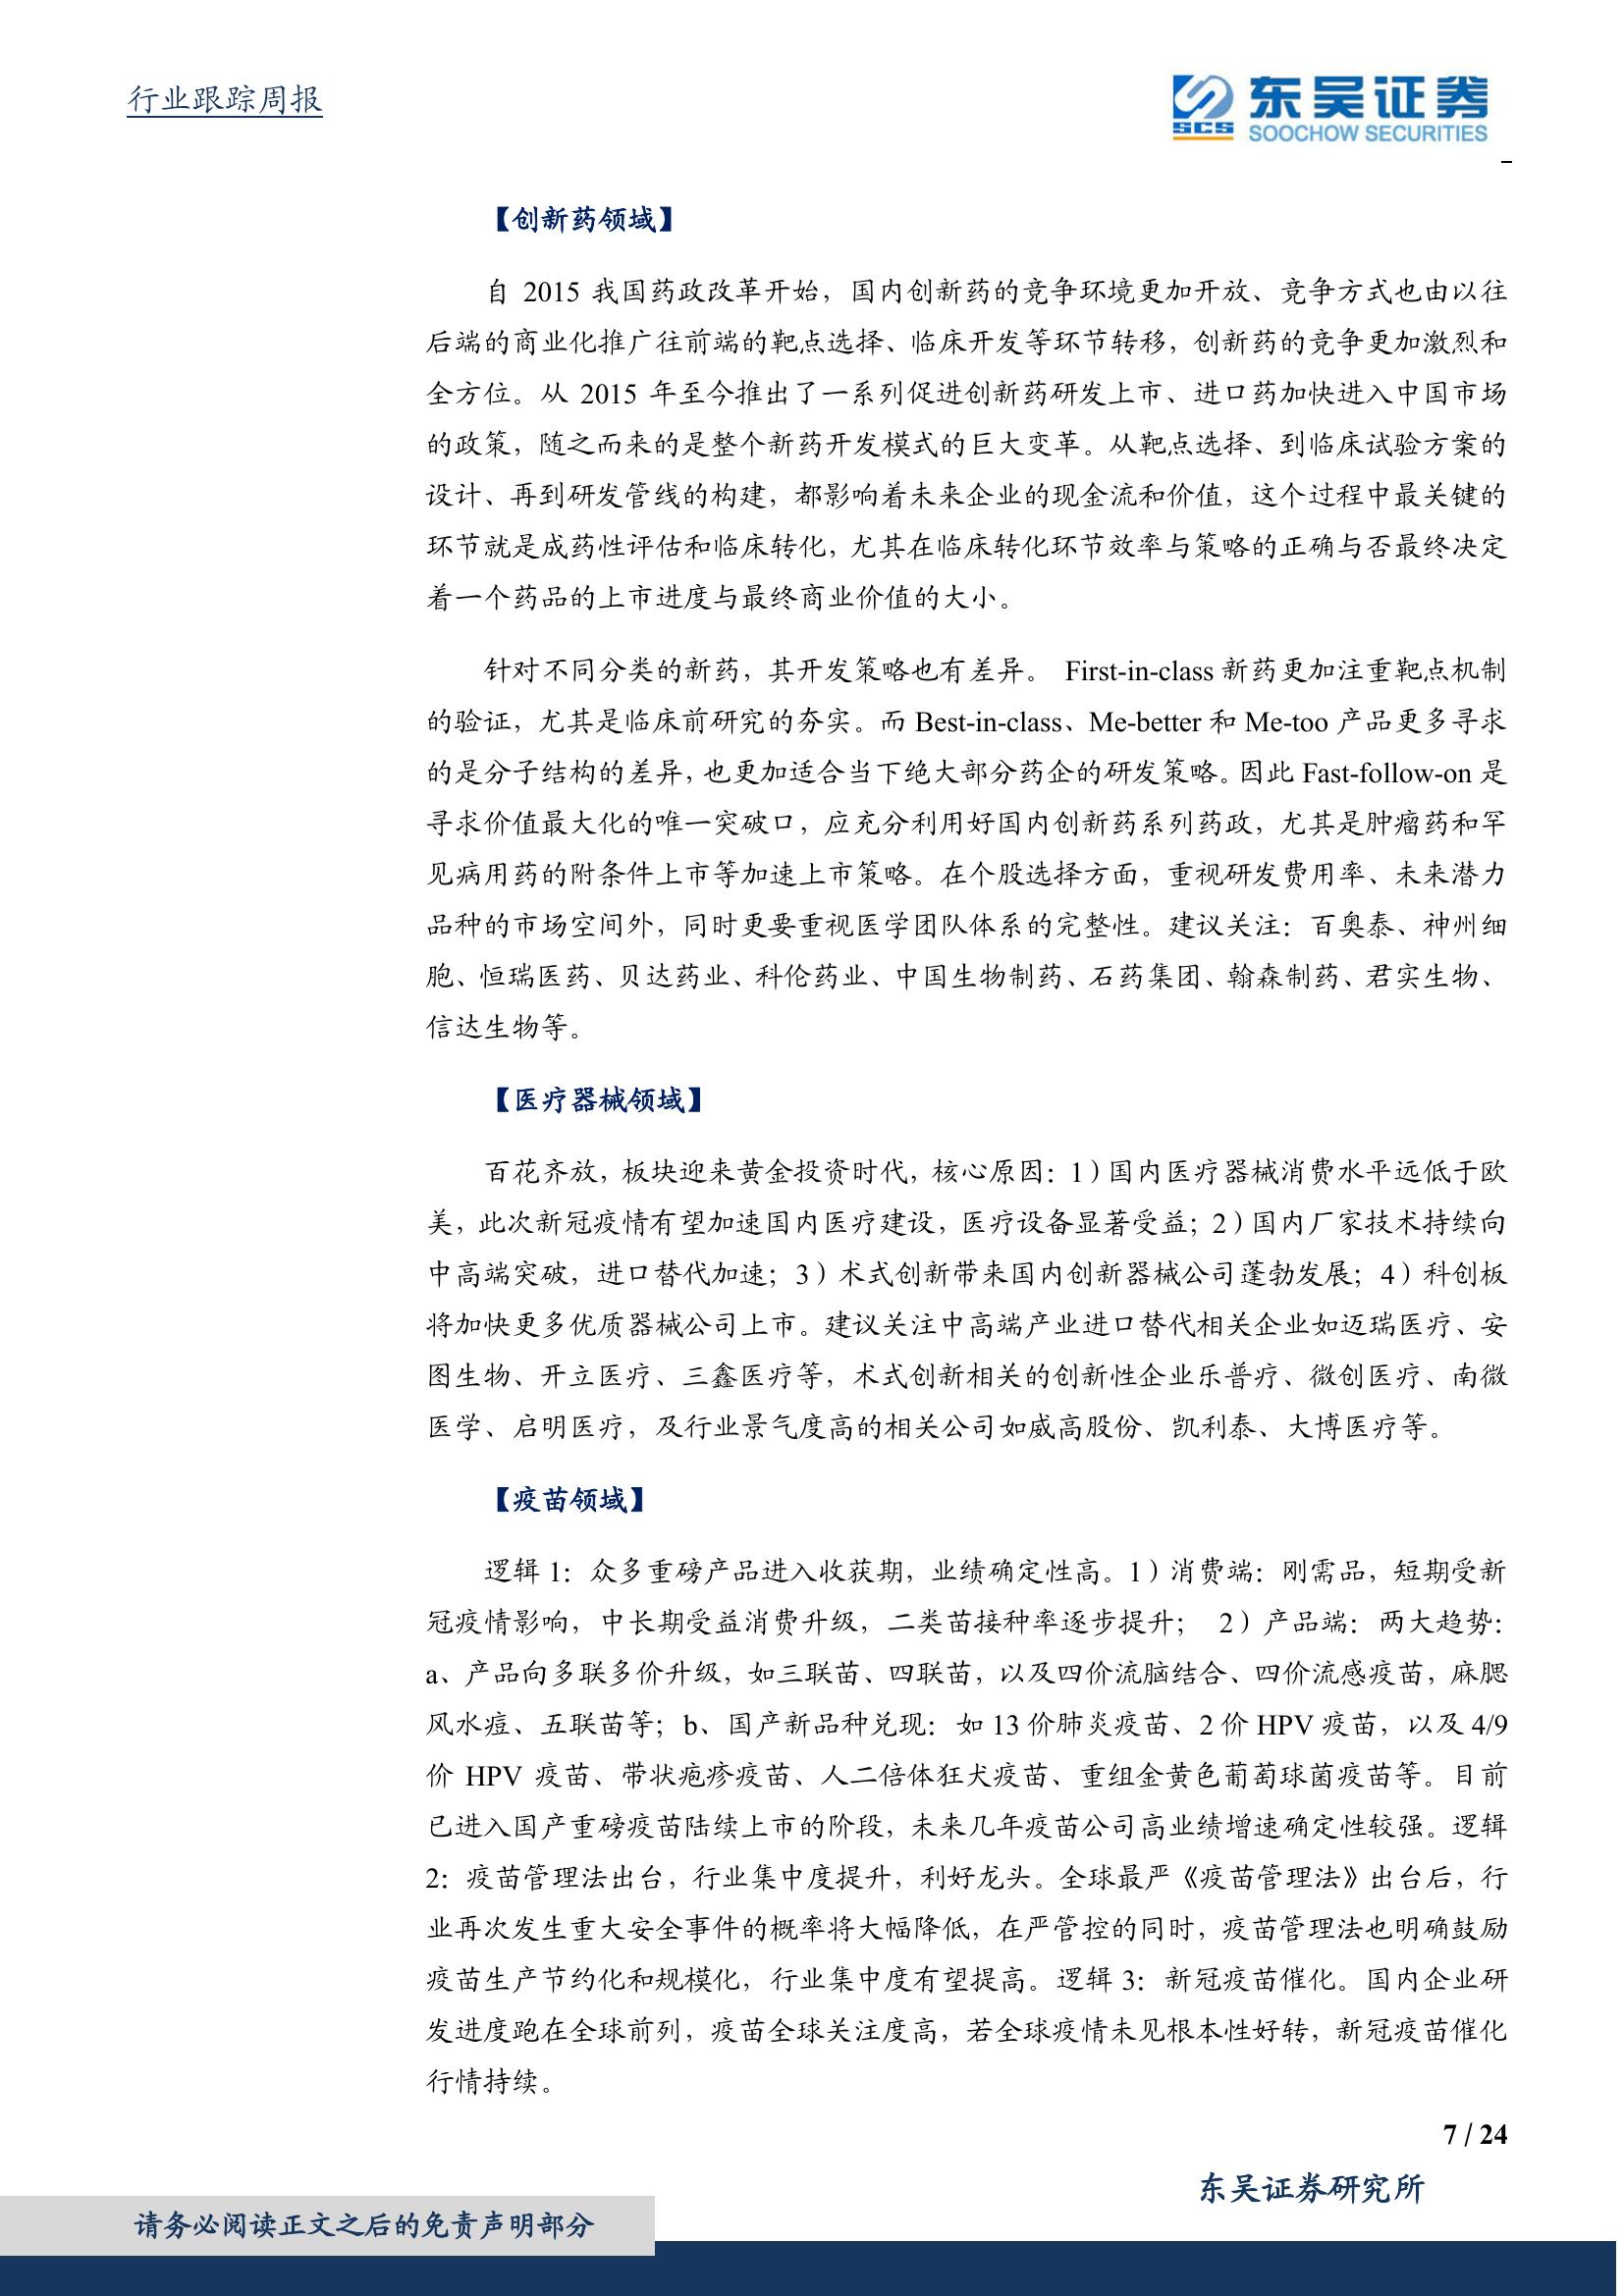 行业跟踪周报
东吴证券
SCS
SOOCHOW SECURITIES
【创新药领域】
自 2015 我国药政改革开始，国内创新药的竞争环境更加开放、竞争方式也由以往
后端的商业化推广往前端的靶点选择、临床开发等环节转移，创新药的竞争更加激烈和
全方位。从 2015 年至今推出了一系列促进创新药研发上市、进口药加快进入中国市场
的政策，随之而来的是整个新药开发模式的巨大变革。从靶点选择、到临床试验方案的
设计、再到研发管线的构建，都影响着未来企业的现金流和价值，这个过程中最关键的
环节就是成药性评估和临床转化，尤其在临床转化环节效率与策略的正确与否最终决定
着一个药品的上市进度与最终商业价值的大小。
针对不同分类的新药，其开发策略也有差异。 First-in-class 新药更加注重靶点机制
的验证，尤其是临床前研究的夯实。而 Best-in-class、Me-better 和 Me-too 产品更多寻求
的是分子结构的差异，也更加适合当下绝大部分药企的研发策略。因此 Fast-follow-on 是
寻求价值最大化的唯一突破口，应充分利用好国内创新药系列药政，尤其是肿瘤药和罕
见病用药的附条件上市等加速上市策略。在个股选择方面，重视研发费用率、未来潜力
品种的市场空间外，同时更要重视医学团队体系的完整性。建议关注：百奥泰、神州细
胞、恒瑞医药、贝达药业、科伦药业、中国生物制药、石药集团、翰森制药、君实生物、
信达生物等。
【医疗器械领域】
百花齐放，板块迎来黄金投资时代，核心原因：1）国内医疗器械消费水平远低于欧
美，此次新冠疫情有望加速国内医疗建设，医疗设备显著受益；2）国内厂家技术持续向
中高端突破，进口替代加速；3）术式创新带来国内创新器械公司蓬勃发展；4）科创板
将加快更多优质器械公司上市。建议关注中高端产业进口替代相关企业如迈瑞医疗、安
图生物、开立医疗、三鑫医疗等，术式创新相关的创新性企业乐普疗、微创医疗、南微
医学、启明医疗，及行业景气度高的相关公司如威高股份、凯利泰、大博医疗等。
【疫苗领域】
逻辑 1：众多重磅产品进入收获期，业绩确定性高。1）消费端：刚需品，短期受新
冠疫情影响，中长期受益消费升级，二类苗接种率逐步提升； 2）产品端：两大趋势：
a、产品向多联多价升级，如三联苗、四联苗，以及四价流脑结合、四价流感疫苗，麻腮
风水痘、五联苗等；b、国产新品种兑现：如 13 价肺炎疫苗、2 价 HPV 疫苗，以及 4/9
价 HPV 疫苗、带状疱疹疫苗、人二倍体狂犬疫苗、重组金黄色葡萄球菌疫苗等。目前
已进入国产重磅疫苗陆续上市的阶段，未来几年疫苗公司高业绩增速确定性较强。逻辑
2：疫苗管理法出台，行业集中度提升，利好龙头。全球最严《疫苗管理法》出台后，行
业再次发生重大安全事件的概率将大幅降低，在严管控的同时，疫苗管理法也明确鼓励
疫苗生产节约化和规模化，行业集中度有望提高。逻辑 3：新冠疫苗催化。国内企业研
发进度跑在全球前列，疫苗全球关注度高，若全球疫情未见根本性好转，新冠疫苗催化
行情持续。
7 / 24
东吴证券研究所
请务必阅读正文之后的免责声明部分